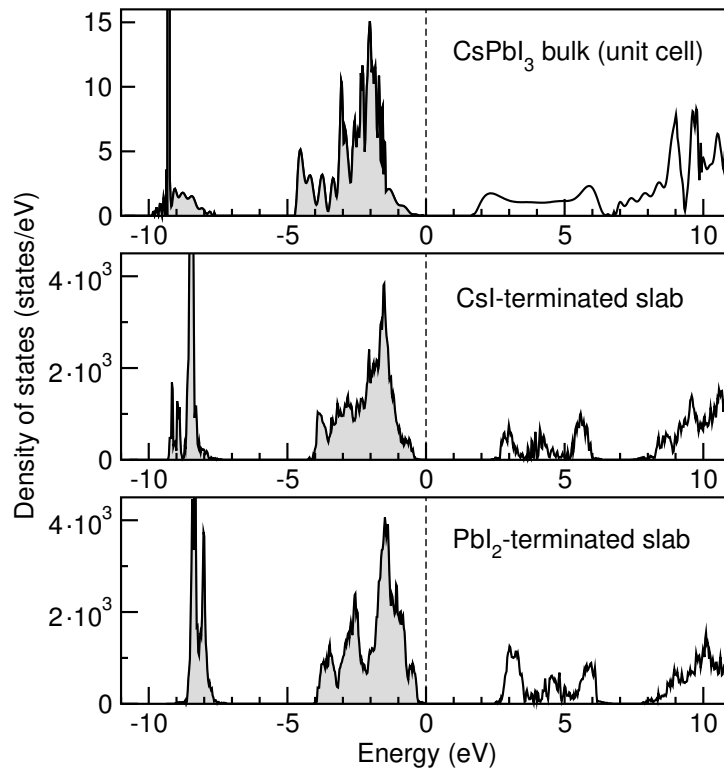 15
10
5
0
CsPbI₃ bulk (unit cell)
-10 -5 0 5 10
4·10³
2·10³
0
CsI-terminated slab
-10 -5 0 5 10
4·10³
2·10³
0
PbI₂-terminated slab
-10 -5 0 5 10
Density of states (states/eV)
Energy (eV)